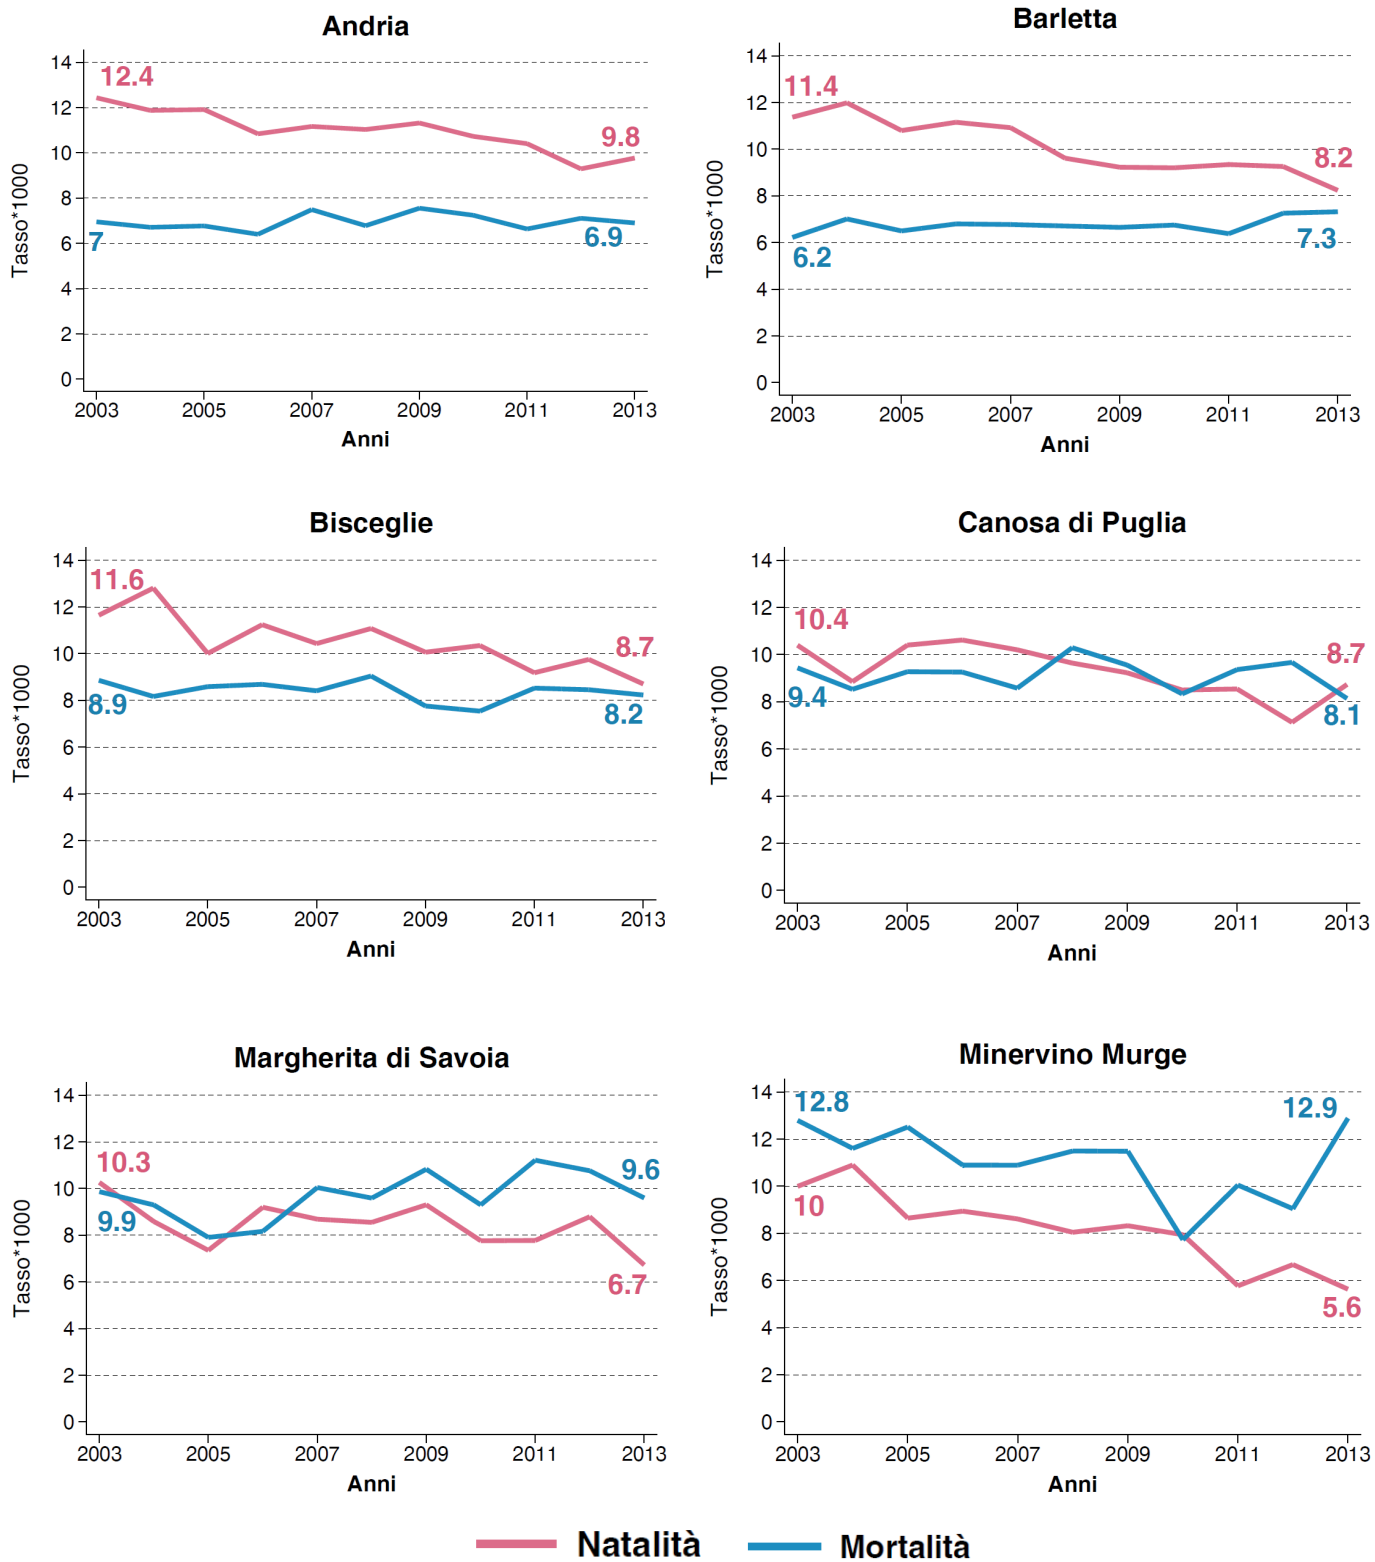 Andria
14
12
10
8
6
4
2
0
Tasso*1000
12.4
9.8
7
6.9
2003 2005 2007 2009 2011 2013
Anni
Barletta
14
12
10
8
6
4
2
0
Tasso*1000
11.4
8.2
6.2
7.3
2003 2005 2007 2009 2011 2013
Anni
Bisceglie
14
12
10
8
6
4
2
0
Tasso*1000
11.6
8.7
8.9
8.2
2003 2005 2007 2009 2011 2013
Anni
Canosa di Puglia
14
12
10
8
6
4
2
0
Tasso*1000
10.4
8.7
9.4
8.1
2003 2005 2007 2009 2011 2013
Anni
Margherita di Savoia
14
12
10
8
6
4
2
0
Tasso*1000
10.3
9.6
9.9
6.7
2003 2005 2007 2009 2011 2013
Anni
Minervino Murge
14
12
10
8
6
4
2
0
Tasso*1000
12.8
12.9
10
5.6
2003 2005 2007 2009 2011 2013
Anni
Natalità Mortalità